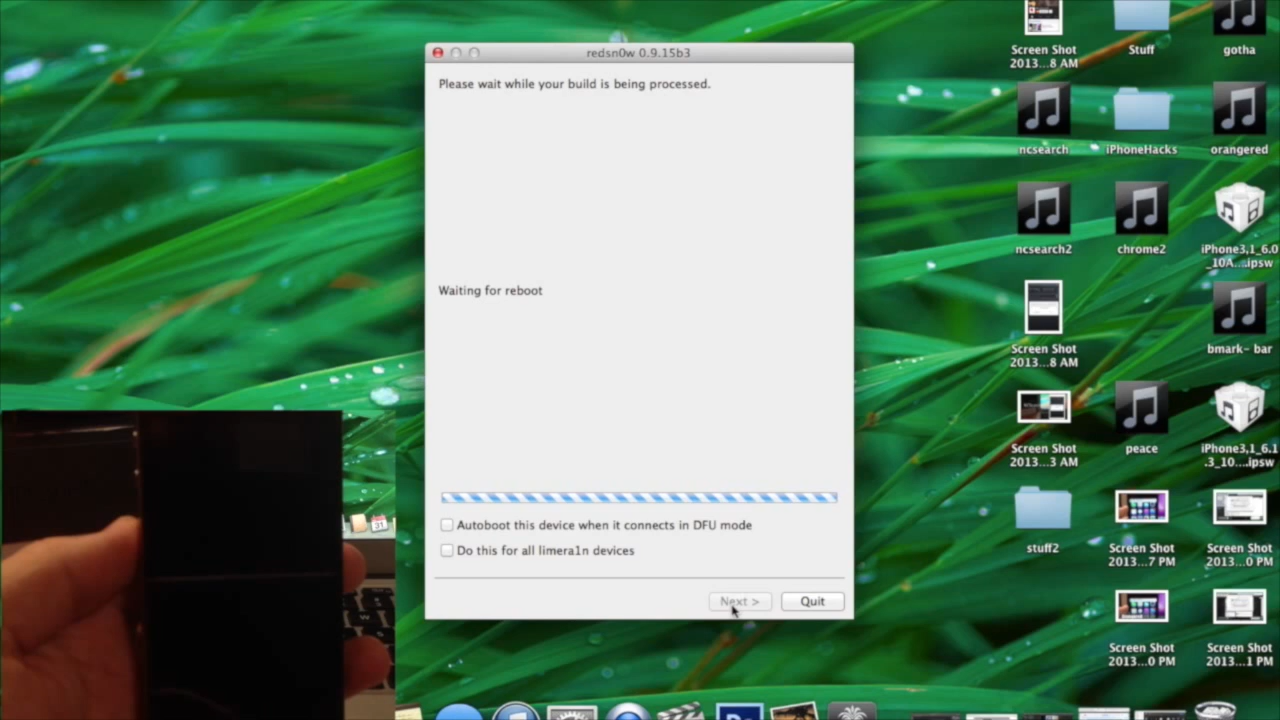 redsn0w 0.9.15b3
Please wait while your build is being processed.
Waiting for reboot
Autoboot this device when it connects in DFU mode
Do this for all limera1n devices
Next >
Quit
Screen Shot
2013...8 AM
Stuff
gotha
ncsearch
iPhoneHacks
orangered
ncsearch2
chrome2
iPhone3,1_6.0
_10A....ipsw
Screen Shot
2013...8 AM
bmark- bar
Screen Shot
2013...3 AM
peace
iPhone3,1_6.1
.3_10....ipsw
stuff2
Screen Shot
2013...7 PM
Screen Shot
2013...0 PM
Screen Shot
2013...0 PM
Screen Shot
2013...1 PM
31